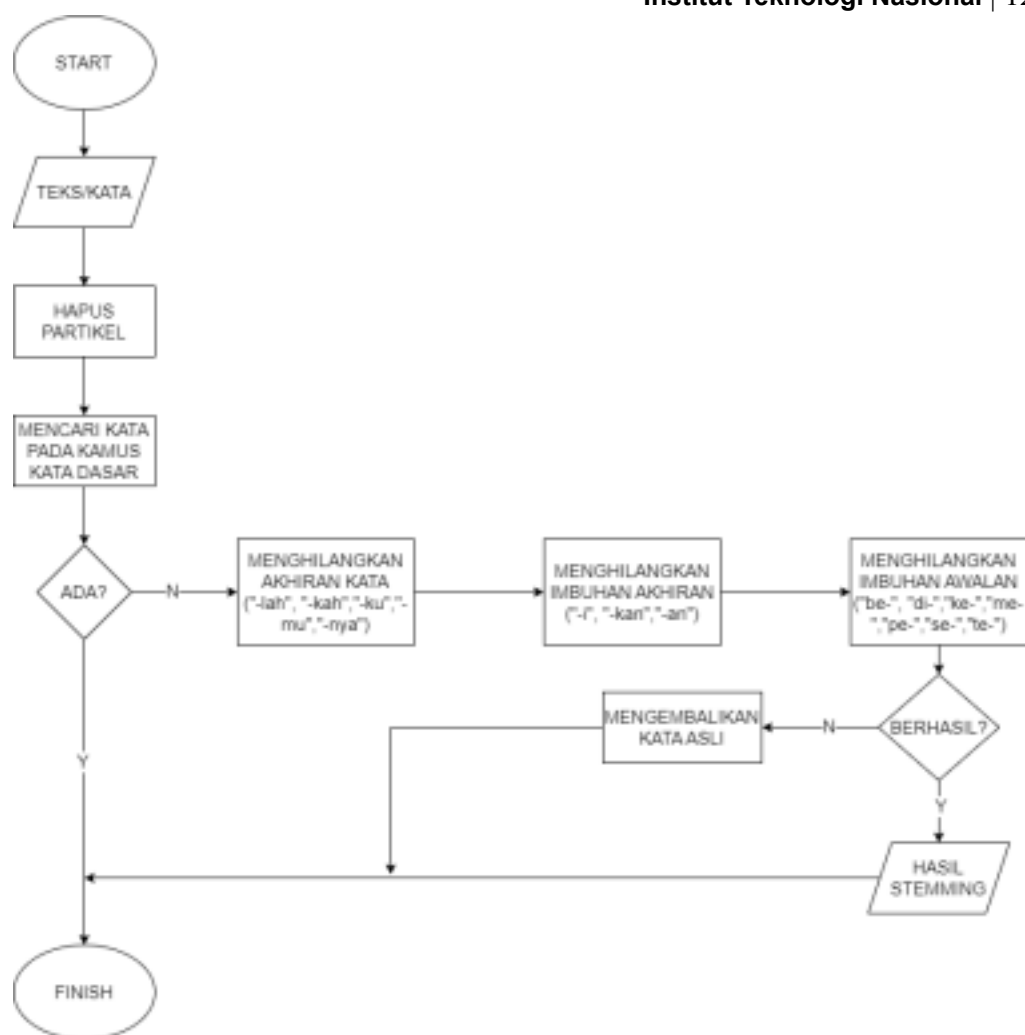 Institut Teknologi Nasional |
START
TEKS/KATA
HAPUS
PARTIKEL
MENCARI KATA
PADA KAMUS
KATA DASAR
ADA?
N
MENGHILANGKAN
AKHIRAN KATA
("-lah", "-kah","-ku","-
mu","-nya")
MENGHILANGKAN
IMBUHAN AKHIRAN
("-i", "-kan","-an")
MENGHILANGKAN
IMBUHAN AWALAN
("be-", "di-","ke-","me-
","pe-","se-","te-")
MENGEMBALIKAN
KATA ASLI
N
BERHASIL?
Y
Y
HASIL
STEMMING
FINISH